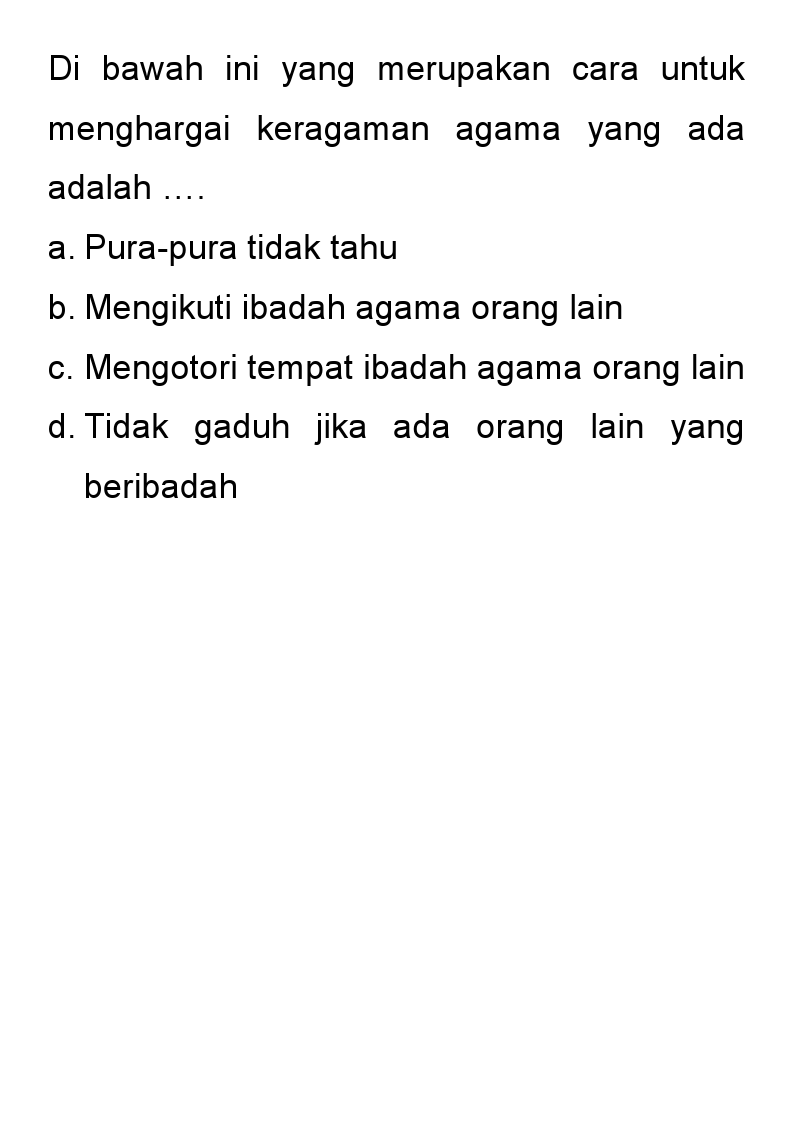 Di bawah ini yang merupakan cara untuk
menghargai keragaman agama yang ada
adalah ....
a. Pura-pura tidak tahu
b. Mengikuti ibadah agama orang lain
c. Mengotori tempat ibadah agama orang lain
d. Tidak gaduh jika ada orang lain yang
beribadah